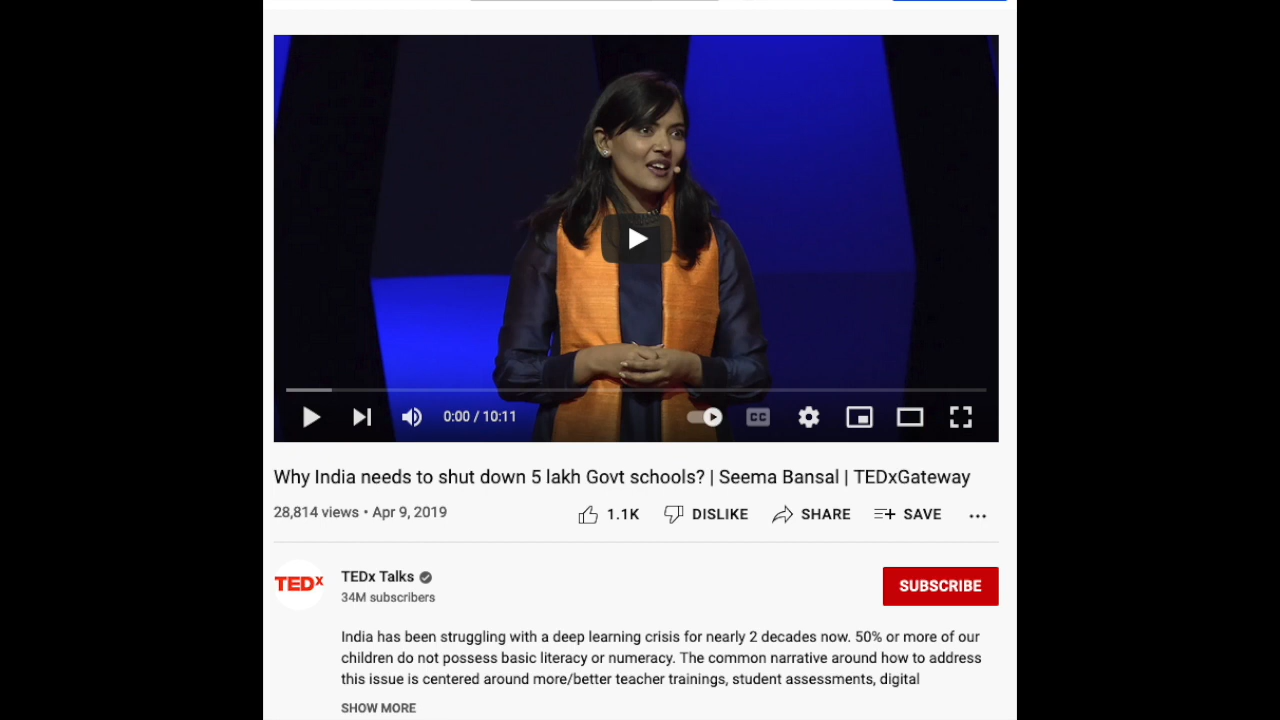 CC
0:00 / 10:11
Why India needs to shut down 5 lakh Govt schools? | Seema Bansal | TEDxGateway
28,814 views • Apr 9, 2019
1.1K DISLIKE SHARE SAVE ...
TEDx
TEDx Talks
34M subscribers
SUBSCRIBE
India has been struggling with a deep learning crisis for nearly 2 decades now. 50% or more of our
children do not possess basic literacy or numeracy. The common narrative around how to address
this issue is centered around more/better teacher trainings, student assessments, digital
SHOW MORE